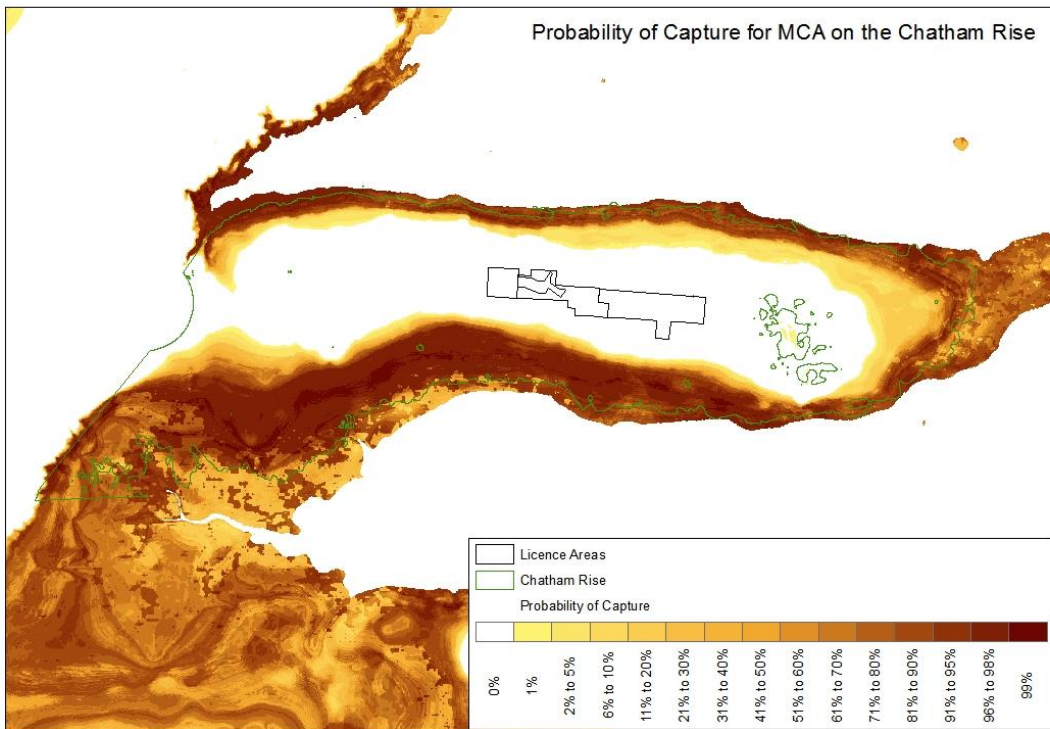 Probability of Capture for MCA on the Chatham Rise
Licence Areas
Chatham Rise
Probability of Capture
0%
1%
2% to 5%
6% to 10%
11% to 20%
21% to 30%
31% to 40%
41% to 50%
51% to 60%
61% to 70%
71% to 80%
81% to 90%
91% to 95%
96% to 98%
99%